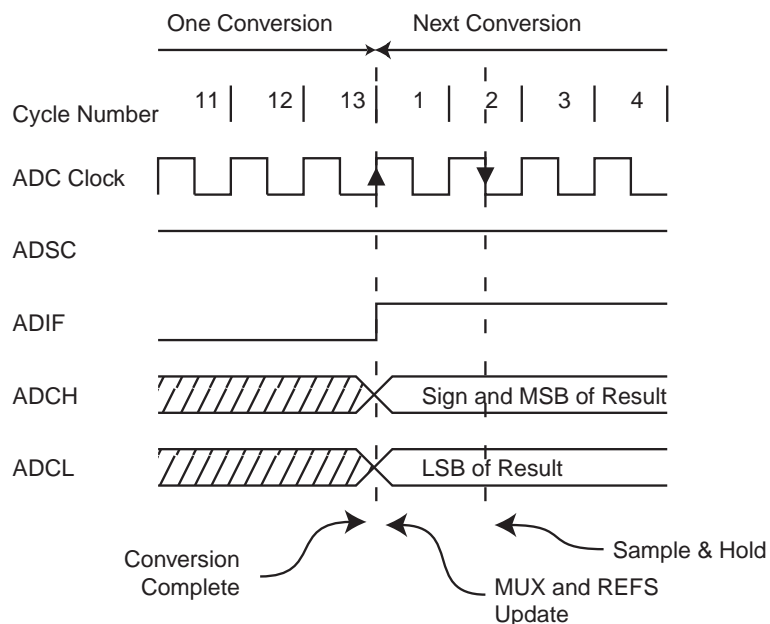 One Conversion Next Conversion
Cycle Number 11 12 13 1 2 3 4
ADC Clock
ADSC
ADIF
ADCH Sign and MSB of Result
ADCL LSB of Result
Conversion
Complete
MUX and REFS
Update
Sample & Hold